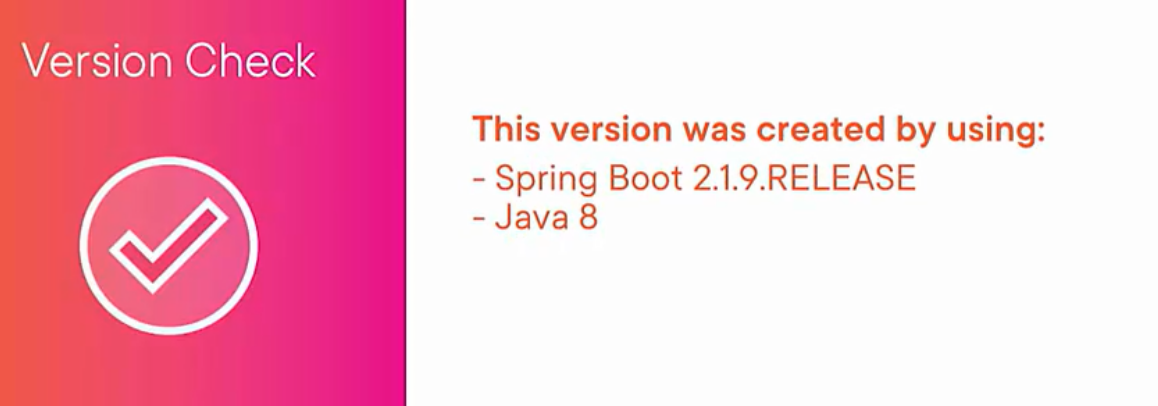 Version Check
This version was created by using:
- Spring Boot 2.1.9.RELEASE
- Java 8